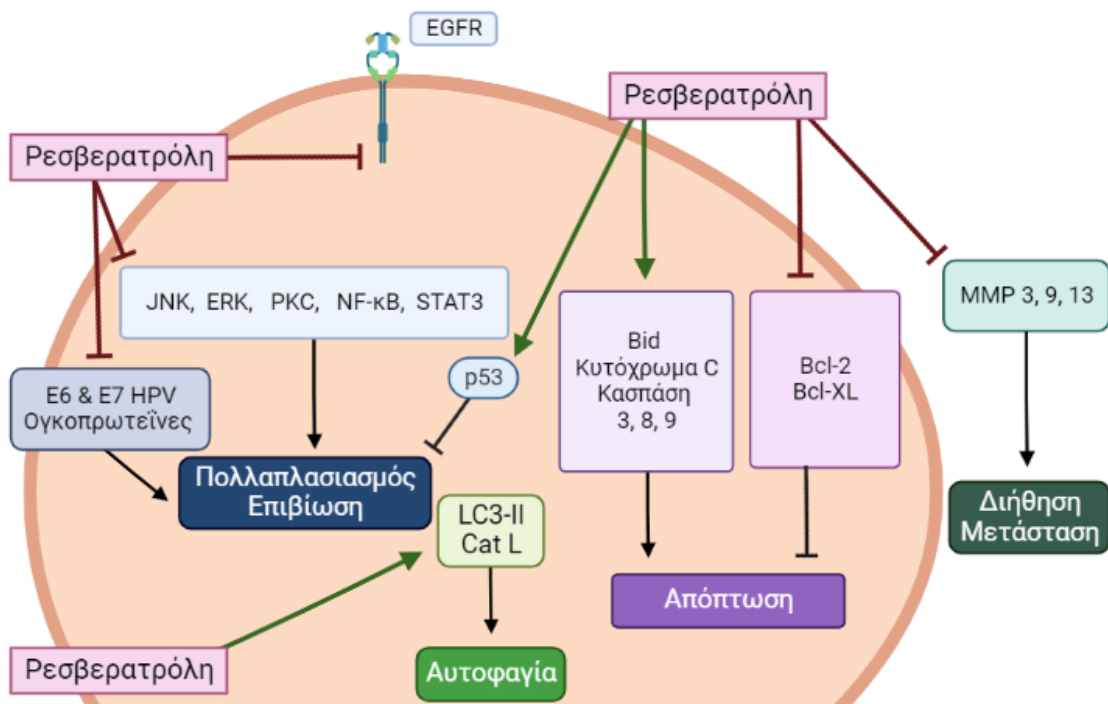 EGFR
Ρεσβερατρόλη
Ρεσβερατρόλη
JNK, ERK, PKC, NF-κB, STAT3
MMP 3, 9, 13
Bid
Κυτόχρωμα C
Κασπάση
3, 8, 9
Bcl-2
Bcl-XL
p53
E6 & E7 HPV
Ογκοπρωτεΐνες
Πολλαπλασιασμός
Επιβίωση
LC3-II
Cat L
Διήθηση
Μετάσταση
Απόπτωση
Ρεσβερατρόλη
Αυτοφαγία